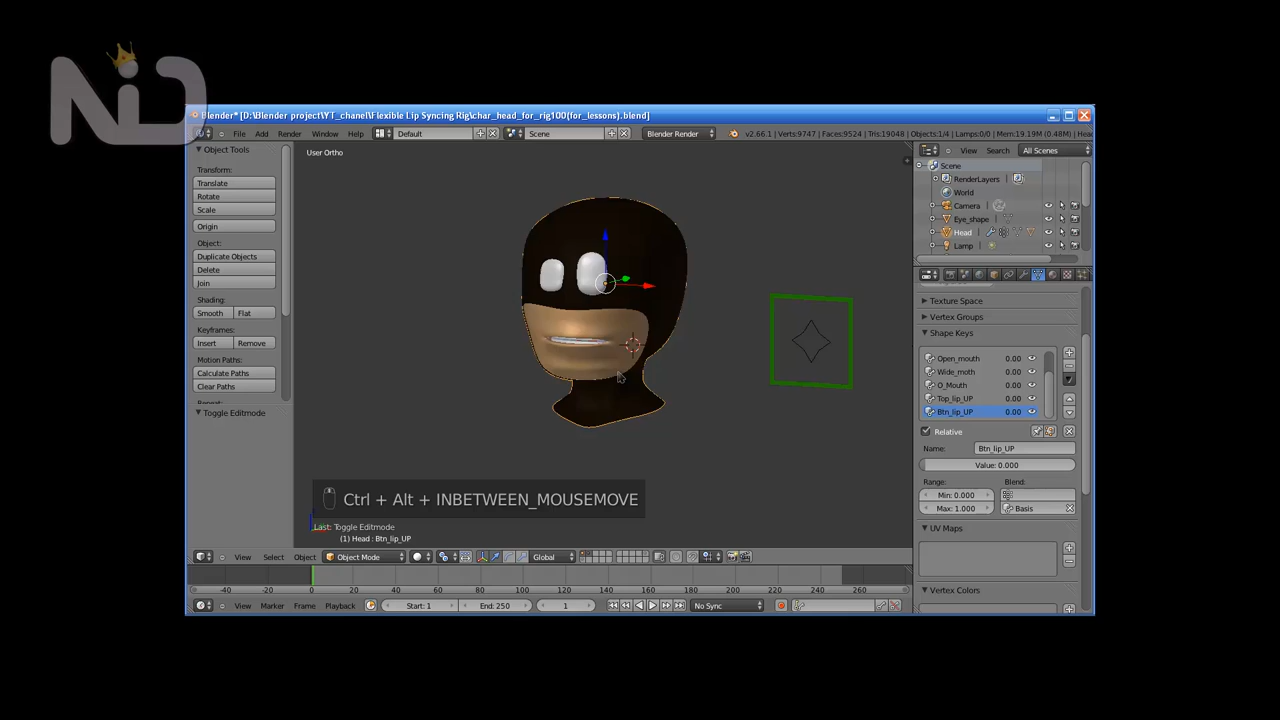 NiD
Blender* [D:\Blender project\YT_chanel\Flexible Lip Syncing Rig\char_head_for_rig100(for_lessons).blend]
File Add Render Window Help Default Scene Blender Render v2.66.1 | Verts:9747 | Faces:9524 | Tris:19048 | Objects:1/4 | Lamps:0/0 | Mem:19.19M (0.48M) | Head
Object Tools
User Ortho
View Search All Scenes
Transform:
Translate
Rotate
Scale
Origin
Object:
Duplicate Objects
Delete
Join
Shading:
Smooth Flat
Keyframes:
Insert Remove
Motion Paths:
Calculate Paths
Clear Paths
Toggle Editmode
Scene
RenderLayers
World
Camera
Eye_shape
Head
Lamp
Texture Space
Vertex Groups
Shape Keys
Open_mouth 0.00
Wide_moth 0.00
O_Mouth 0.00
Top_lip_UP 0.00
Btn_lip_UP 0.00
Relative
Name: Btn_lip_UP
Value: 0.000
Range: Blend:
Min: 0.000
Max: 1.000 Basis
UV Maps
Vertex Colors
Ctrl + Alt + INBETWEEN_MOUSEMOVE
Last: Toggle Editmode
(1) Head : Btn_lip_UP
View Select Object Object Mode Global
-40 -20 0 20 40 60 80 100 120 140 160 180 200 220 240 260
View Marker Frame Playback Start: 1 End: 250 1 No Sync